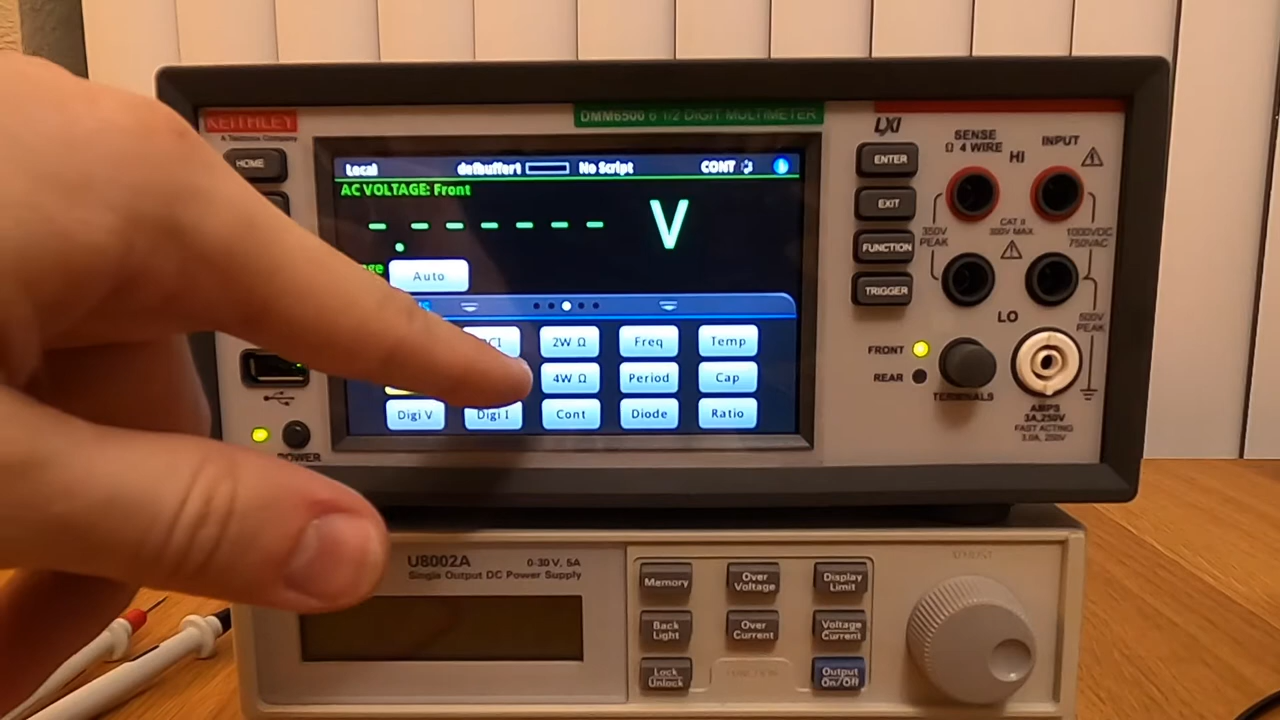 KEITHLEY
A Tektronix Company
DMM6500 6 1/2 DIGIT MULTIMETER
LXI
HOME
Local defbuffer1 No Script CONT
AC VOLTAGE: Front
V
Auto
2W Ω Freq Temp
4W Ω Period Cap
Digi V Digi I Cont Diode Ratio
POWER
ENTER
EXIT
FUNCTION
TRIGGER
SENSE
Ω 4 WIRE
HI
INPUT
350V
PEAK
CAT II
300V MAX
1000VDC
750VAC
LO
500V
PEAK
FRONT
REAR
TERMINALS
AMPS
3A,250V
FAST ACTING
3.0A, 250V
U8002A 0-30 V, 5A
Single Output DC Power Supply
Memory Over Voltage Display Limit
Back Light Over Current Voltage Current
Lock Unlock FUNCTION Output On/Off
ADJUST